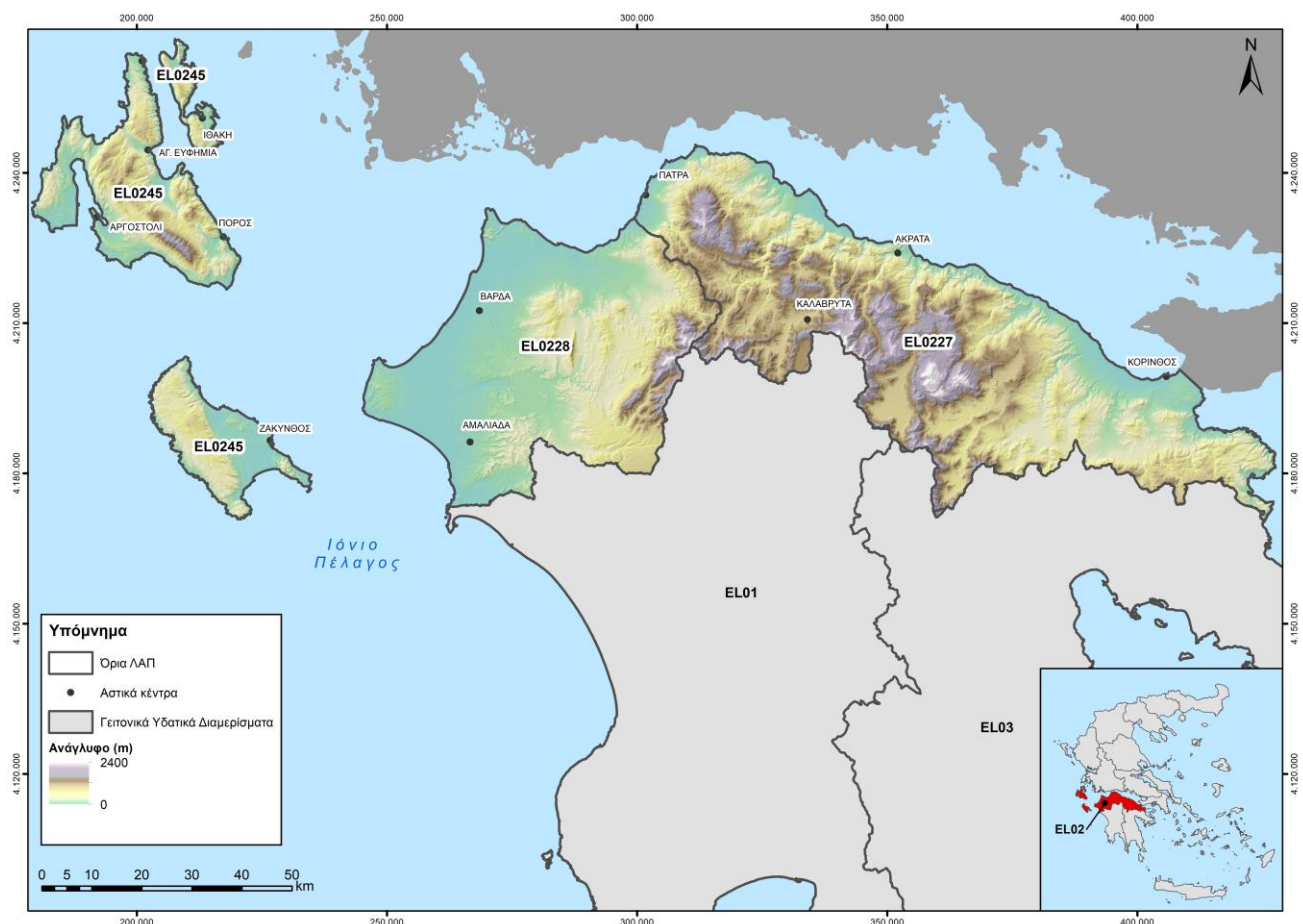 200.000
250.000
300.000
350.000
400.000
N
EL0245
ΙΘΑΚΗ
ΑΓ. ΕΥΦΗΜΙΑ
4.240.000
4.240.000
ΠΑΤΡΑ
EL0245
ΠΟΡΟΣ
ΑΡΓΟΣΤΟΛΙ
ΑΚΡΑΤΑ
ΒΑΡΔΑ
ΚΑΛΑΒΡΥΤΑ
4.210.000
4.210.000
EL0228
EL0227
ΚΟΡΙΝΘΟΣ
ΖΑΚΥΝΘΟΣ
ΑΜΑΛΙΑΔΑ
EL0245
4.180.000
4.180.000
Ιόνιο
Πέλαγος
EL01
4.150.000
4.150.000
Υπόμνημα
Όρια ΛΑΠ
Αστικά κέντρα
Γειτονικά Υδατικά Διαμερίσματα
Ανάγλυφο (m)
2400
0
EL03
4.120.000
4.120.000
EL02
0 5 10 20 30 40 50
km
200.000
250.000
300.000
350.000
400.000